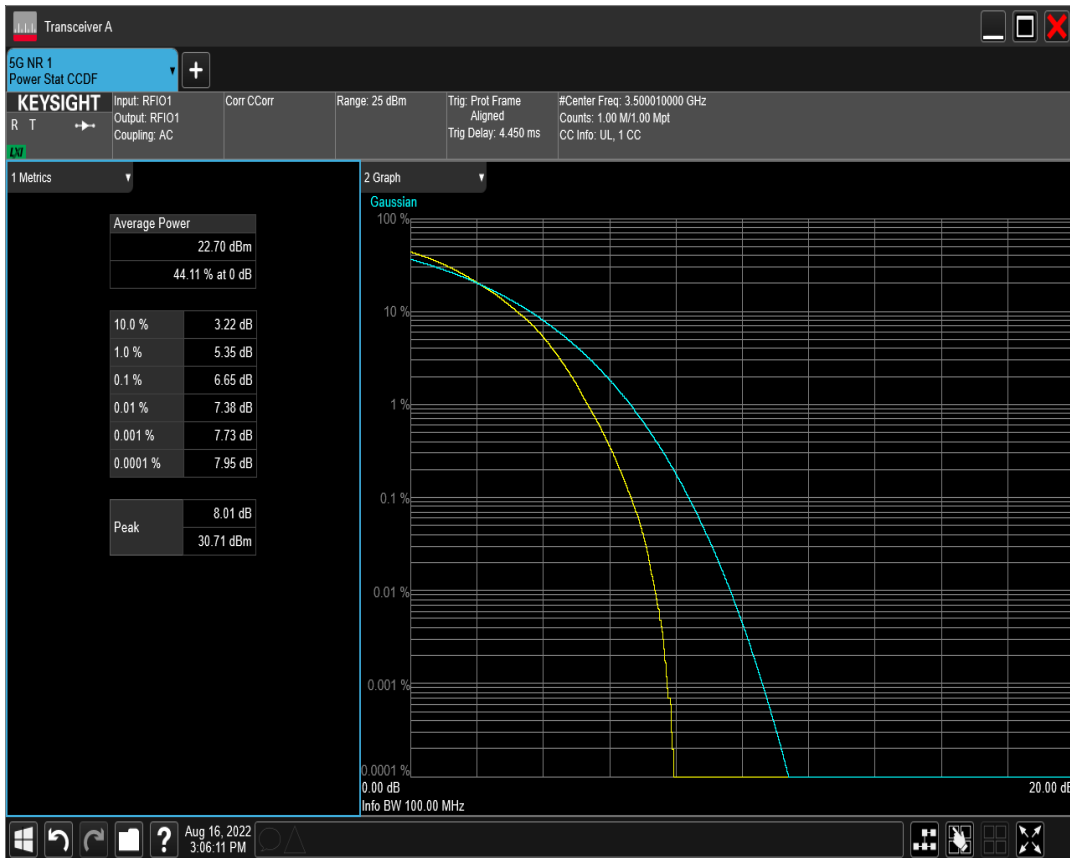 Transceiver A
5G NR 1
Power Stat CCDF
+
KEYSIGHT
R T
LXI
Input: RFIO1
Output: RFIO1
Coupling: AC
Corr CCorr
Range: 25 dBm
Trig: Prot Frame
Aligned
Trig Delay: 4.450 ms
#Center Freq: 3.500010000 GHz
Counts: 1.00 M/1.00 Mpt
CC Info: UL, 1 CC
1 Metrics
Average Power
22.70 dBm
44.11 % at 0 dB
10.0 % 3.22 dB
1.0 % 5.35 dB
0.1 % 6.65 dB
0.01 % 7.38 dB
0.001 % 7.73 dB
0.0001 % 7.95 dB
Peak
8.01 dB
30.71 dBm
2 Graph
Gaussian
100 %
10 %
1 %
0.1 %
0.01 %
0.001 %
0.0001 %
0.00 dB
20.00 dB
Info BW 100.00 MHz
?
Aug 16, 2022
3:06:11 PM